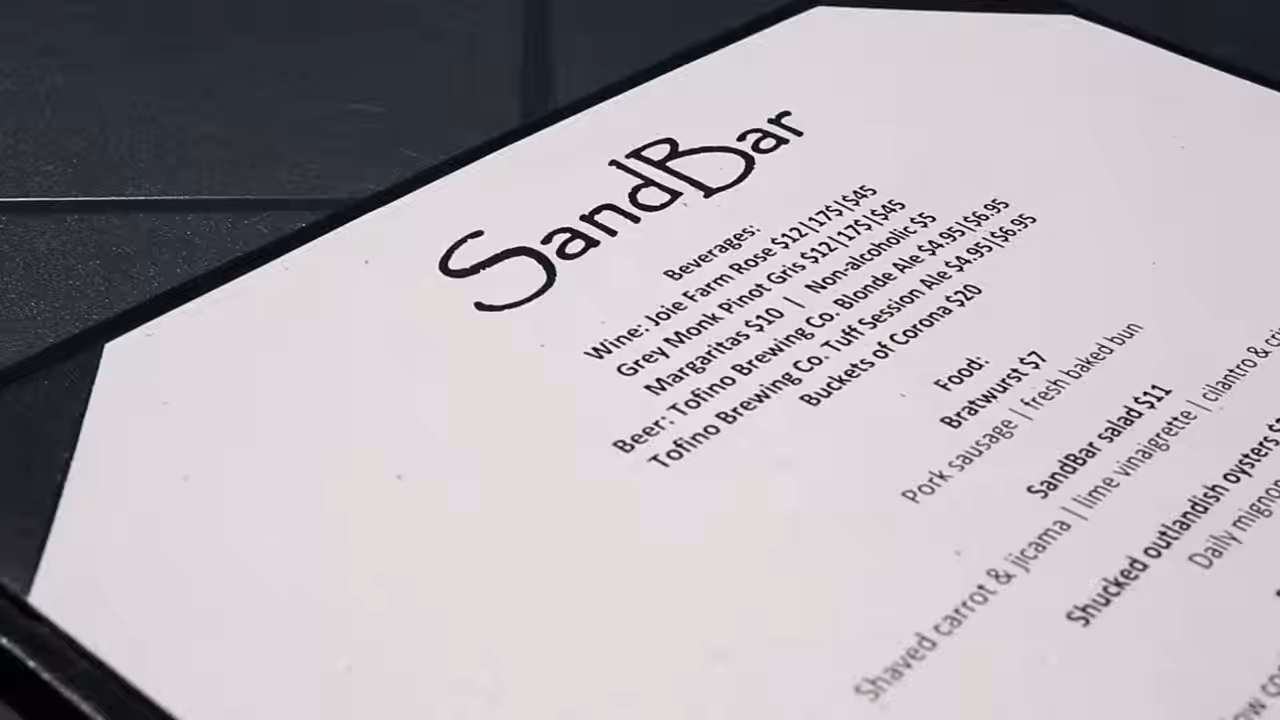 SandBar
Beverages:
Wine: Joie Farm Rose $12|17$|$45
Grey Monk Pinot Gris $12|17$|$45
Margaritas $10 | Non-alcoholic $5
Beer: Tofino Brewing Co. Blonde Ale $4.95|$6.95
Tofino Brewing Co. Tuff Session Ale $4.95|$6.95
Buckets of Corona $20
Food:
Bratwurst $7
Pork sausage | fresh baked bun
SandBar salad $11
Shaved carrot & jicama | lime vinaigrette | cilantro &
Shucked outlandish oysters
Daily